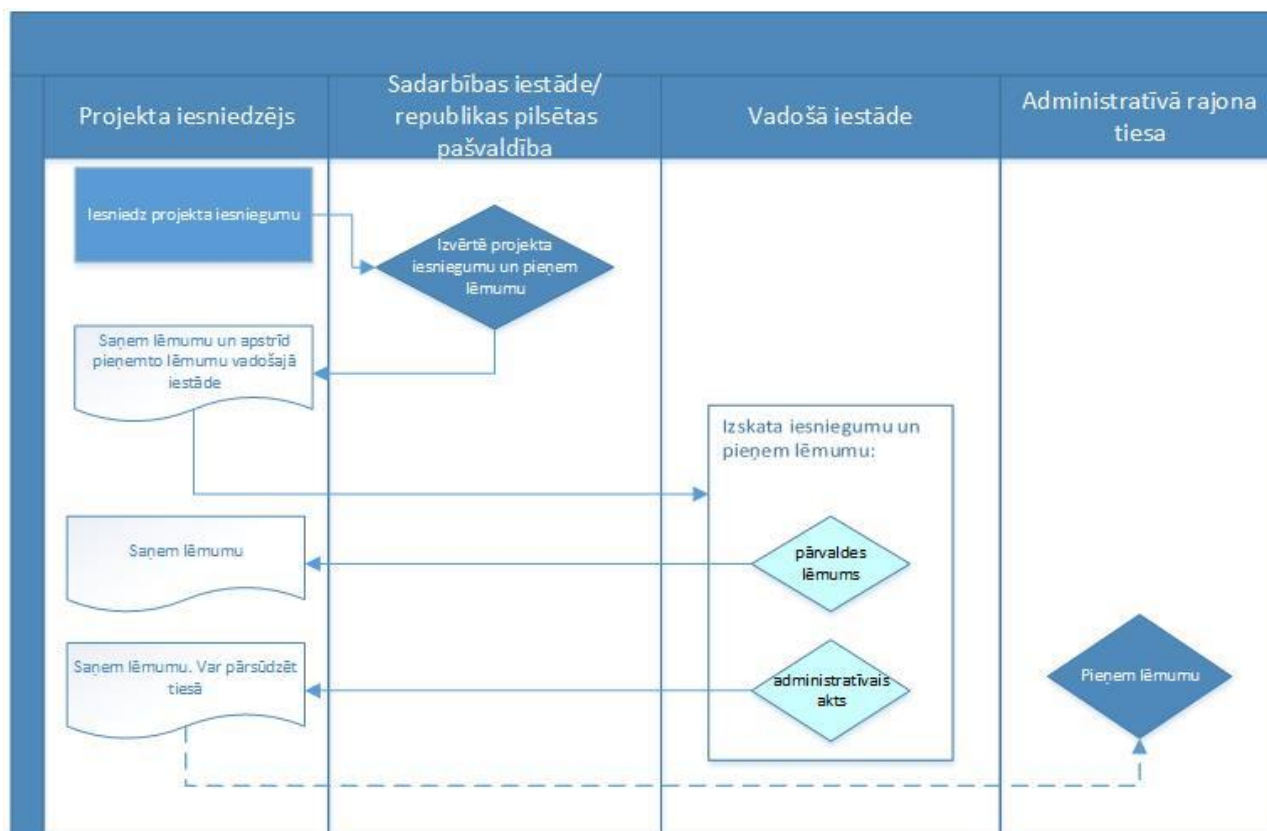 Projekta iesniedzējs
Sadarbības iestāde/
republikas pilsētas
pašvaldība
Vadošā iestāde
Administratīvā rajona
tiesa
Iesniedz projekta iesniegumu
Izvērtē projekta
iesniegumu un pieņem
lēmumu
Saņem lēmumu un apstrīd
pieņemto lēmumu vadošajā
iestāde
Izskata iesniegumu un
pieņem lēmumu:
Saņem lēmumu
pārvaldes
lēmums
Saņem lēmumu. Var pārsūdzēt
tiesā
administratīvais
akts
Pieņem lēmumu